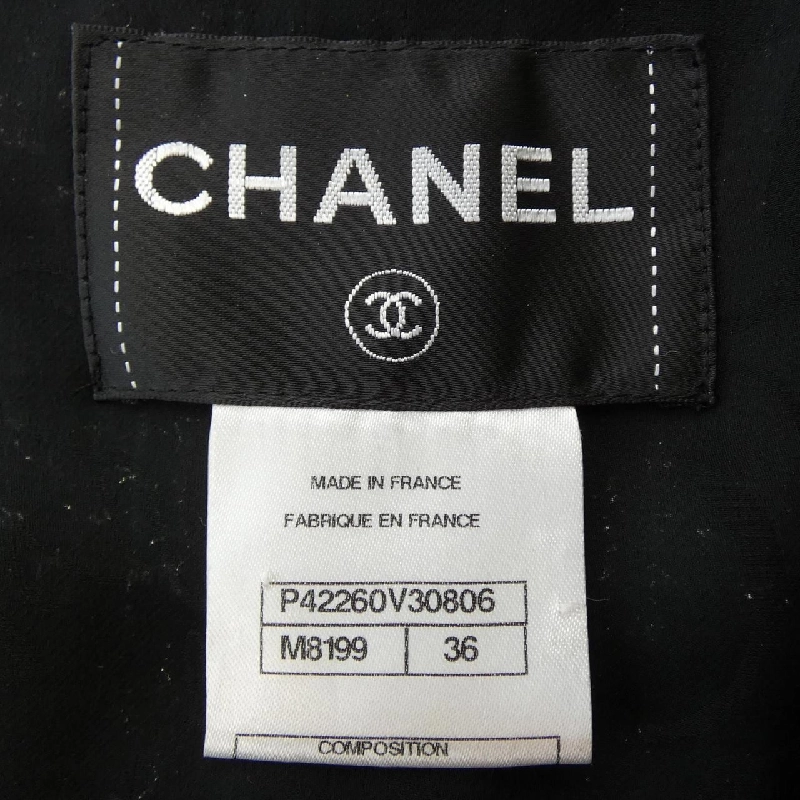 CHANEL
MADE IN FRANCE
FABRIQUE EN FRANCE
P42260V30806
M8199 36
COMPOSITION